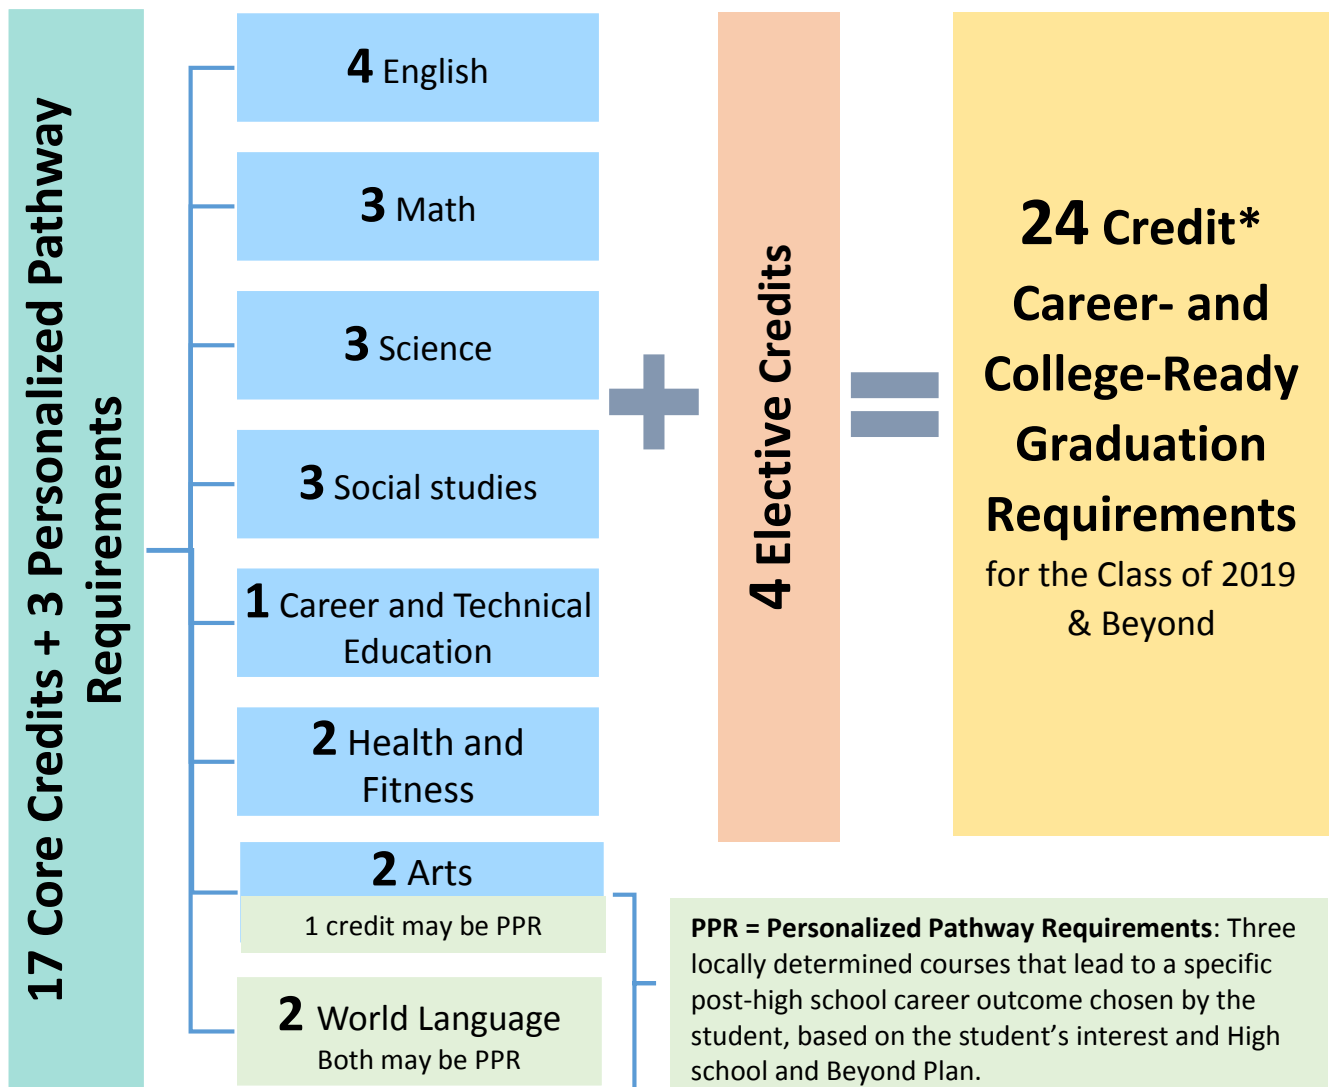 17 Core Credits + 3 Personalized Pathway
Requirements
4 English
3 Math
3 Science
3 Social studies
1 Career and Technical
Education
2 Health and
Fitness
2 Arts
1 credit may be PPR
2 World Language
Both may be PPR
4 Elective Credits
24 Credit*
Career- and
College-Ready
Graduation
Requirements
for the Class of 2019
& Beyond
PPR = Personalized Pathway Requirements: Three
locally determined courses that lead to a specific
post-high school career outcome chosen by the
student, based on the student’s interest and High
school and Beyond Plan.